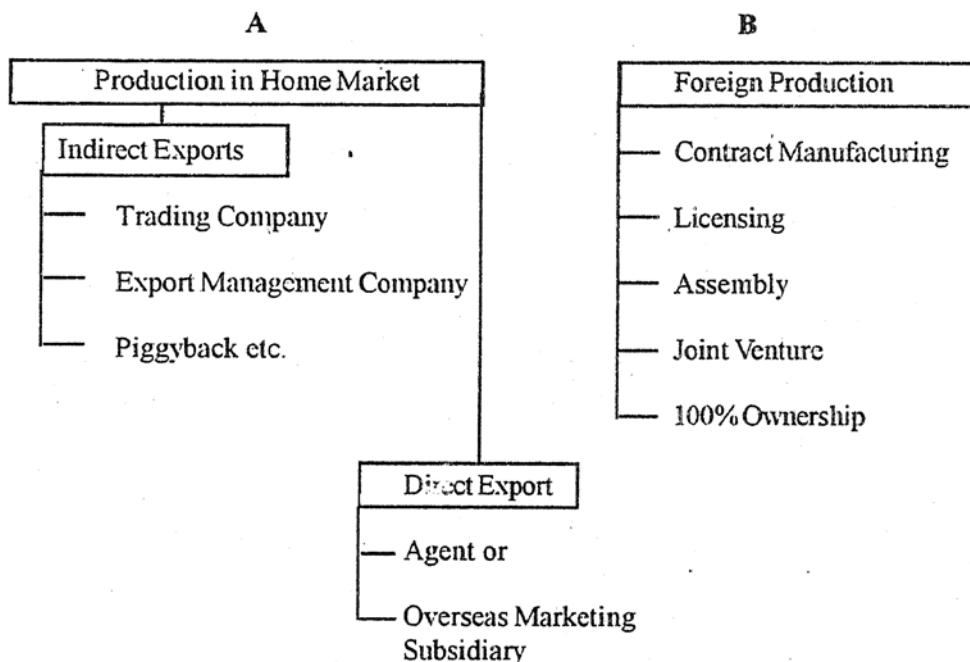 A
Production in Home Market
Indirect Exports
Trading Company
Export Management Company
Piggyback etc.
Direct Export
Agent or
Overseas Marketing
Subsidiary
B
Foreign Production
Contract Manufacturing
Licensing
Assembly
Joint Venture
100% Ownership